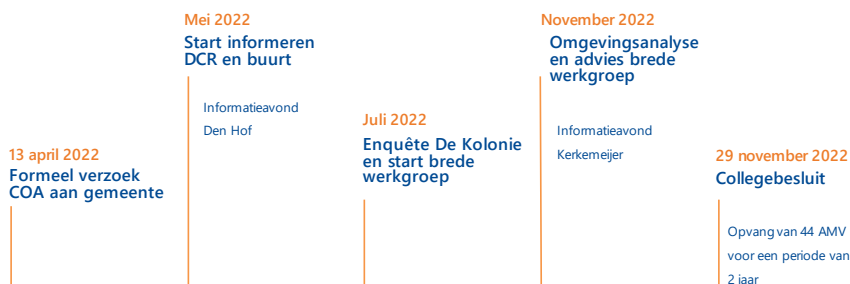 13 april 2022
Formeel verzoek
COA aan gemeente
Mei 2022
Start informeren
DCR en buurt
Informatieavond
Den Hof
Juli 2022
Enquête De Kolonie
en start brede
werkgroep
November 2022
Omgevingsanalyse
en advies brede
werkgroep
Informatieavond
Kerkemeijer
29 november 2022
Collegebesluit
Opvang van 44 AMV
voor een periode van
2 jaar